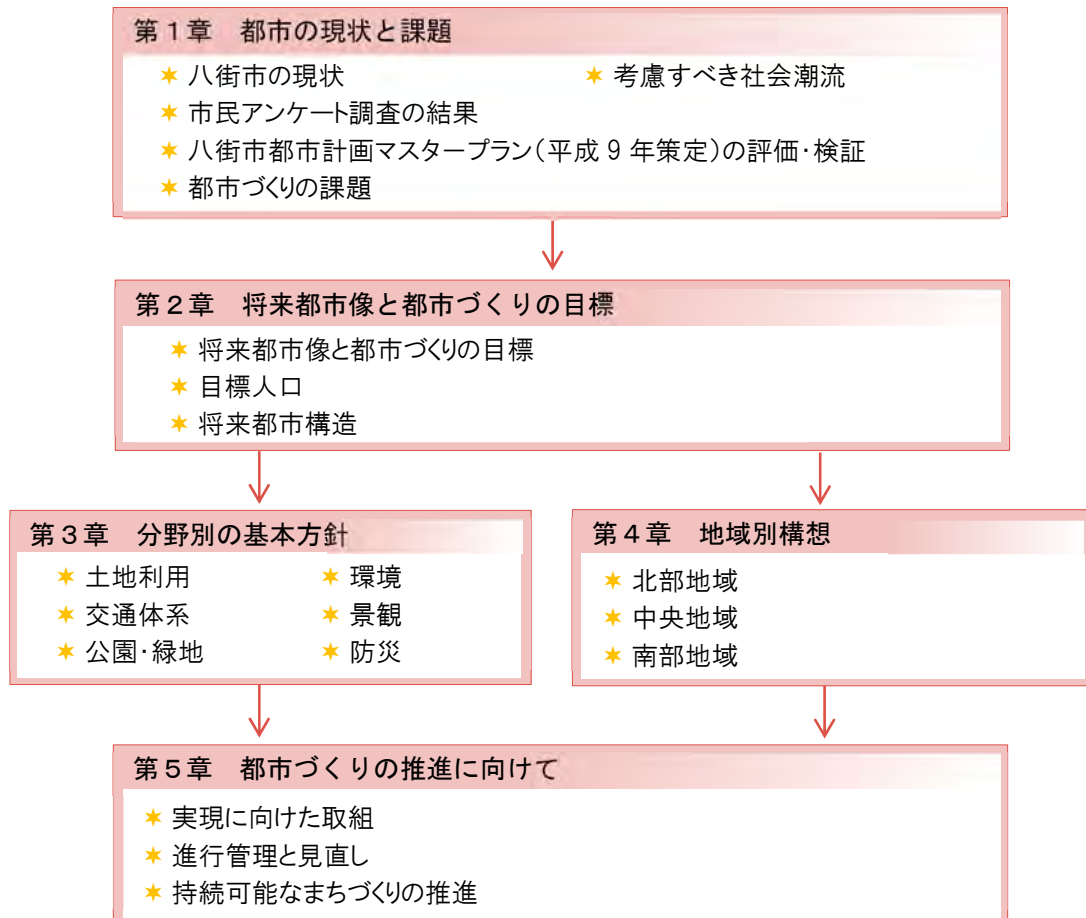 第１章　都市の現状と課題
✶ 八街市の現状　✶ 考慮すべき社会潮流
✶ 市民アンケート調査の結果
✶ 八街市都市計画マスタープラン（平成 9 年策定）の評価･検証
✶ 都市づくりの課題
第２章　将来都市像と都市づくりの目標
✶ 将来都市像と都市づくりの目標
✶ 目標人口
✶ 将来都市構造
第３章　分野別の基本方針
✶ 土地利用　✶ 環境
✶ 交通体系　✶ 景観
✶ 公園･緑地　✶ 防災
第４章　地域別構想
✶ 北部地域
✶ 中央地域
✶ 南部地域
第５章　都市づくりの推進に向けて
✶ 実現に向けた取組
✶ 進行管理と見直し
✶ 持続可能なまちづくりの推進